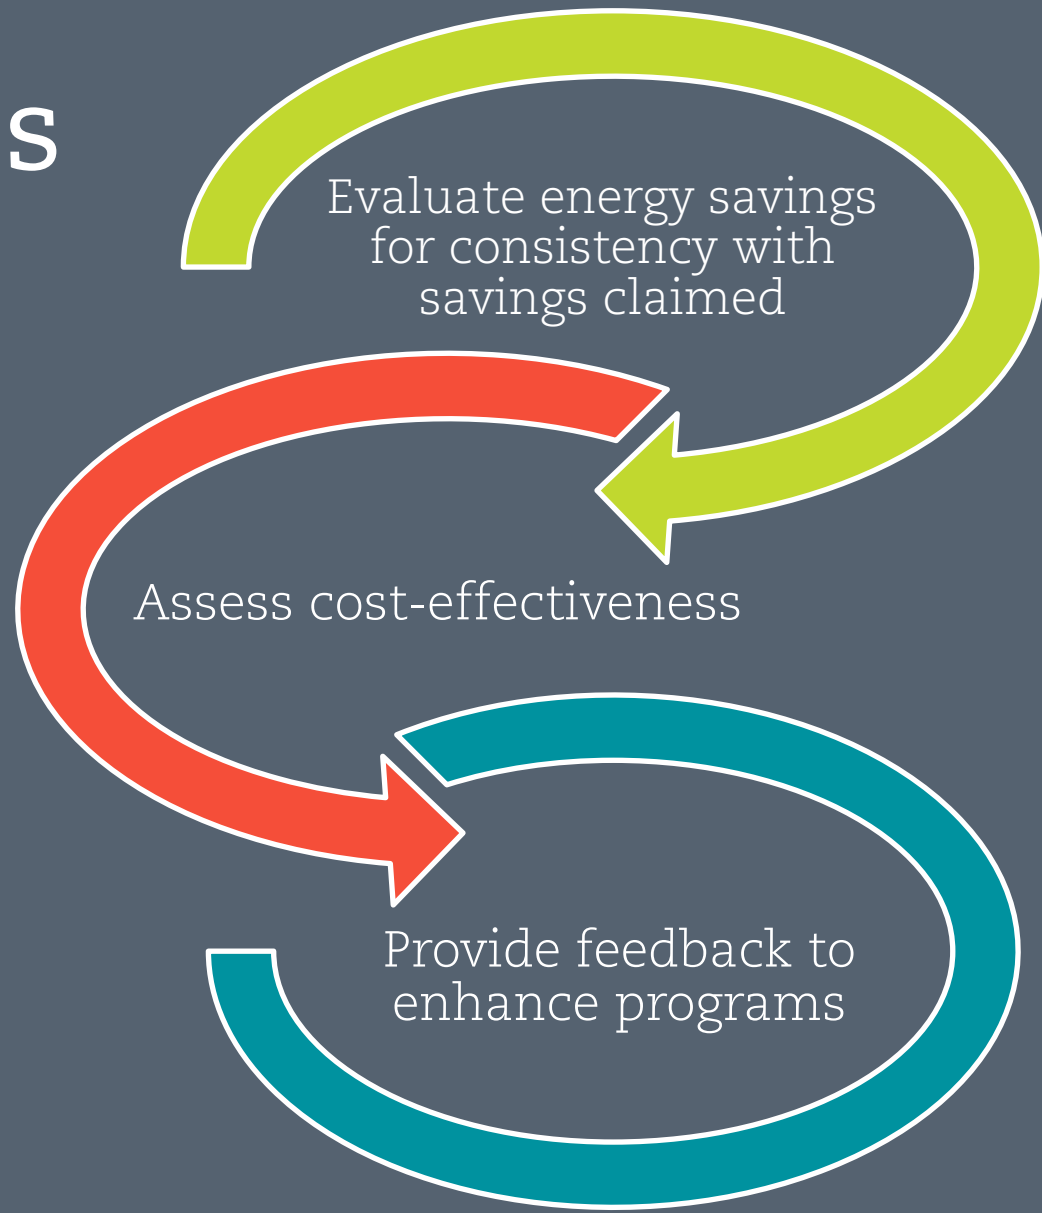 s
Evaluate energy savings
for consistency with
savings claimed
Assess cost-effectiveness
Provide feedback to
enhance programs